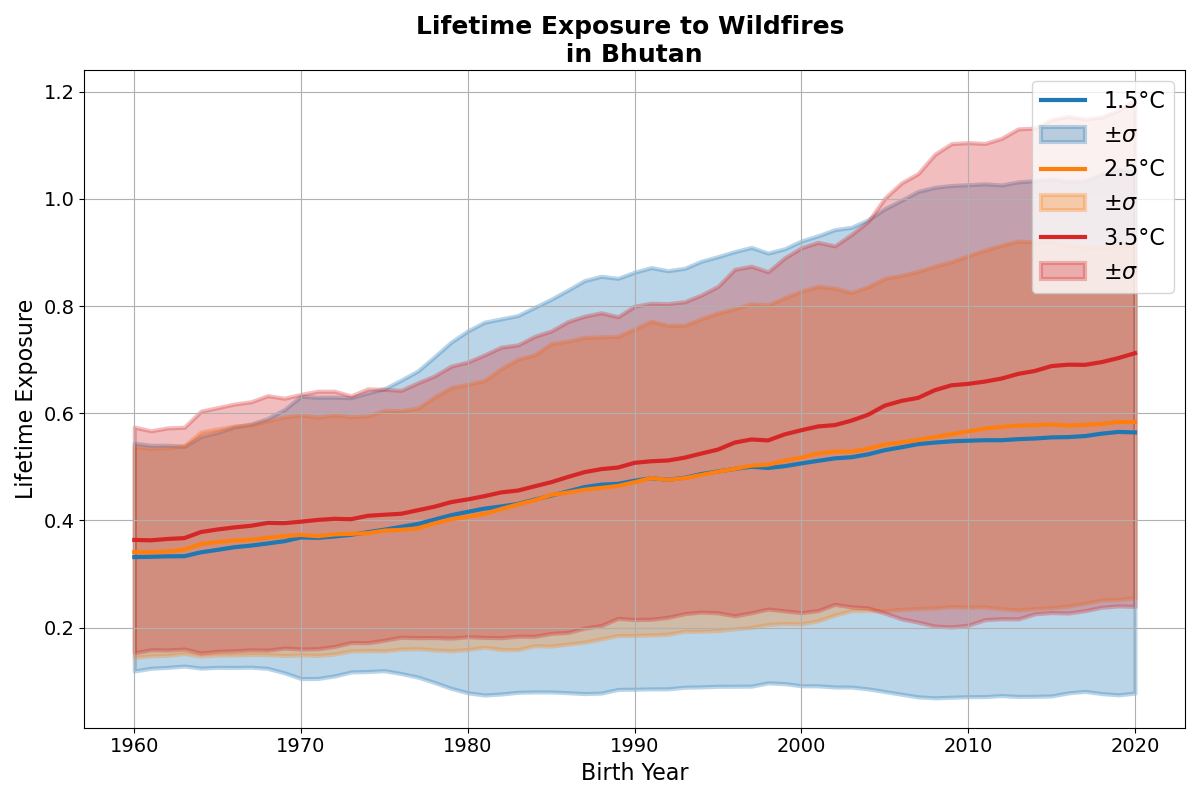 Lifetime Exposure to Wildfires
in Bhutan
1.2
1.0
0.8
0.6
0.4
0.2
Lifetime Exposure
1960
1970
1980
1990
2000
2010
2020
Birth Year
1.5°C
±σ
2.5°C
±σ
3.5°C
±σ